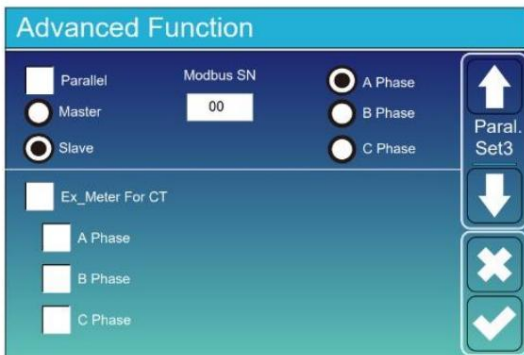 Advanced Function
Parallel
Modbus SN
A Phase
Master
00
B Phase
Slave
C Phase
Paral.
Set3
Ex_Meter For CT
A Phase
B Phase
C Phase